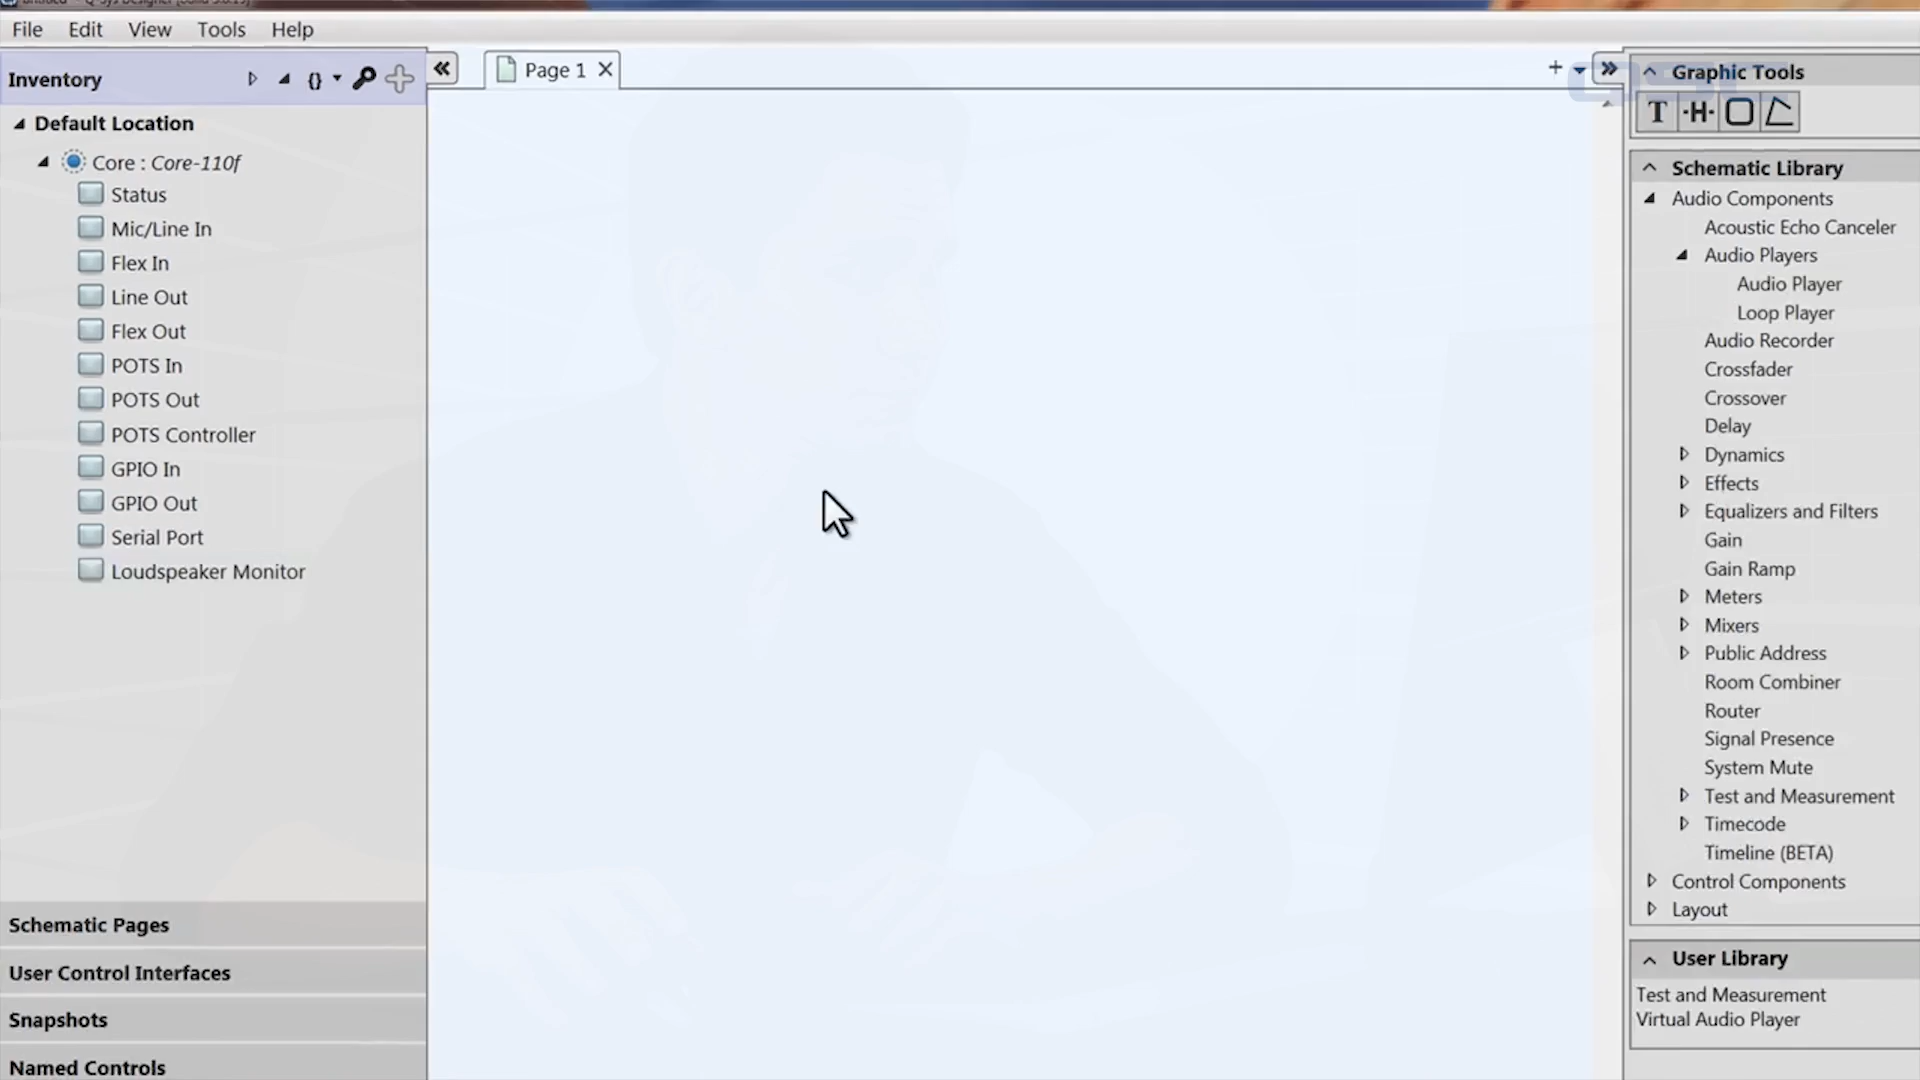 File Edit View Tools Help
Inventory
Default Location
Core : Core-110f
Status
Mic/Line In
Flex In
Line Out
Flex Out
POTS In
POTS Out
POTS Controller
GPIO In
GPIO Out
Serial Port
Loudspeaker Monitor
Schematic Pages
User Control Interfaces
Snapshots
Named Controls
Page 1
Graphic Tools
T H
Schematic Library
Audio Components
Acoustic Echo Canceler
Audio Players
Audio Player
Loop Player
Audio Recorder
Crossfader
Crossover
Delay
Dynamics
Effects
Equalizers and Filters
Gain
Gain Ramp
Meters
Mixers
Public Address
Room Combiner
Router
Signal Presence
System Mute
Test and Measurement
Timecode
Timeline (BETA)
Control Components
Layout
User Library
Test and Measurement
Virtual Audio Player